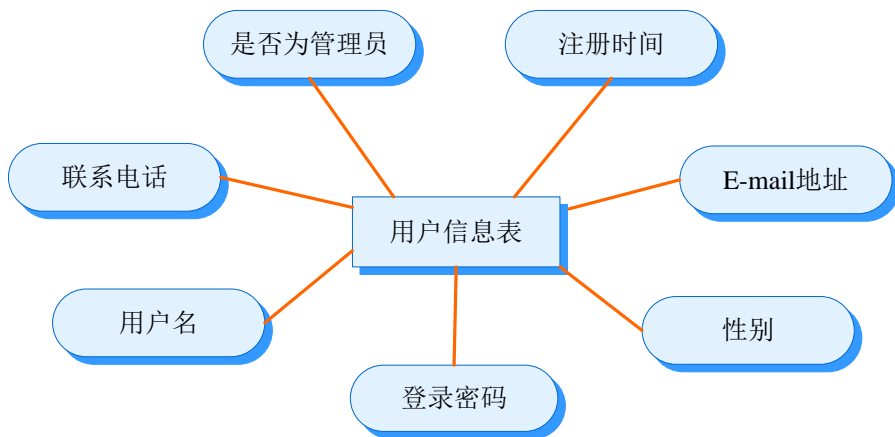 是否为管理员
注册时间
联系电话
E-mail地址
用户信息表
用户名
性别
登录密码